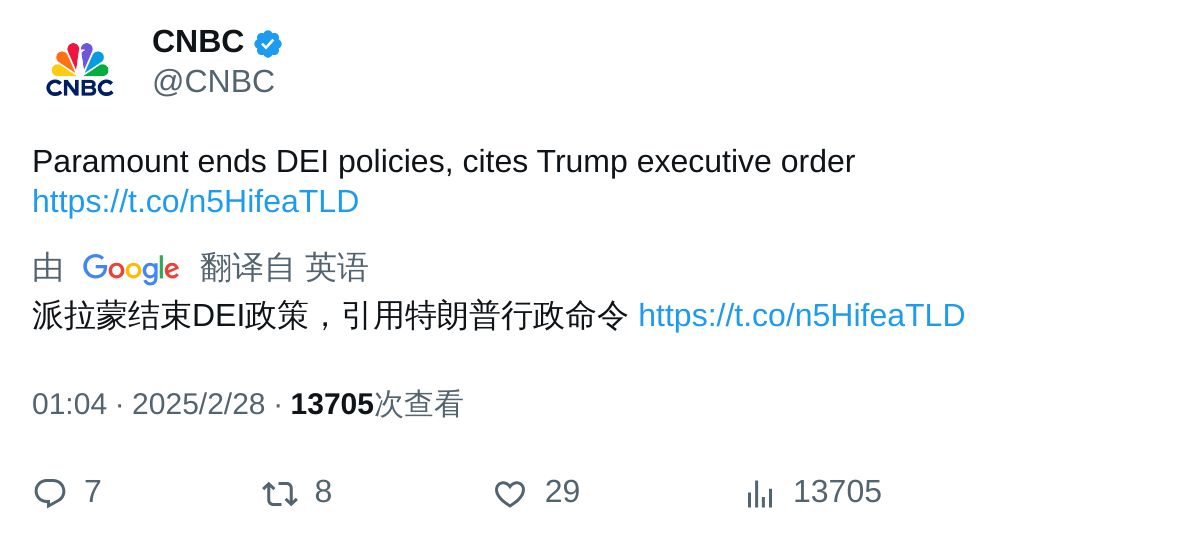 CNBC
CNBC
@CNBC
Paramount ends DEI policies, cites Trump executive order
https://t.co/n5HifeaTLD
由 Google 翻译自 英语
派拉蒙结束DEI政策，引用特朗普行政命令 https://t.co/n5HifeaTLD
01:04 · 2025/2/28 · 13705次查看
7 8 29 13705